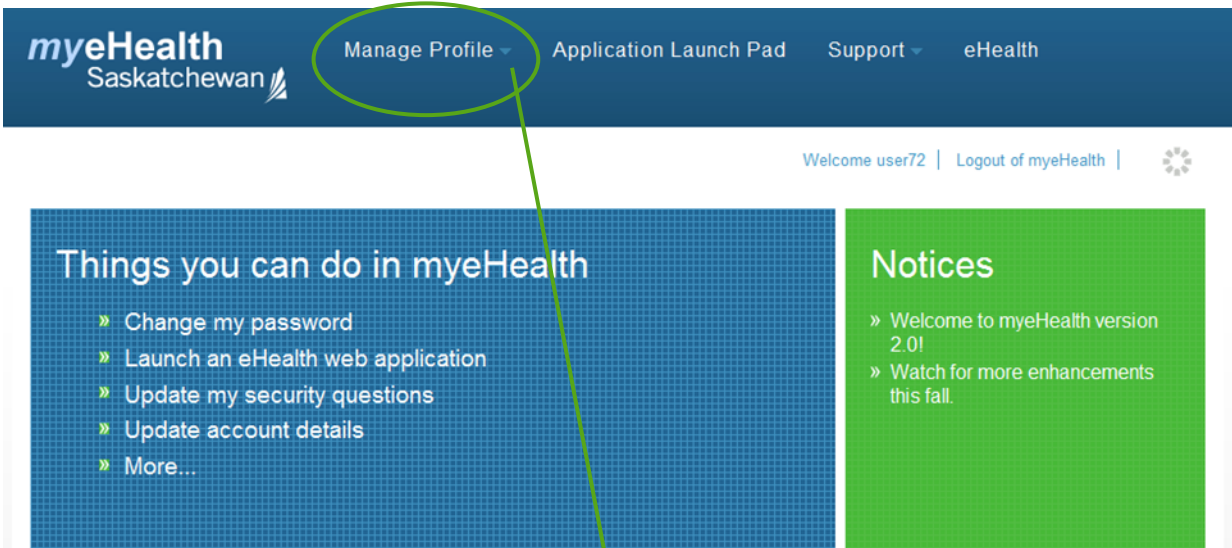 myeHealth
Saskatchewan
Manage Profile
Application Launch Pad
Support
eHealth
Welcome user72 | Logout of myeHealth |
Things you can do in myeHealth
» Change my password
» Launch an eHealth web application
» Update my security questions
» Update account details
» More...
Notices
» Welcome to myeHealth version
2.0!
» Watch for more enhancements
this fall.